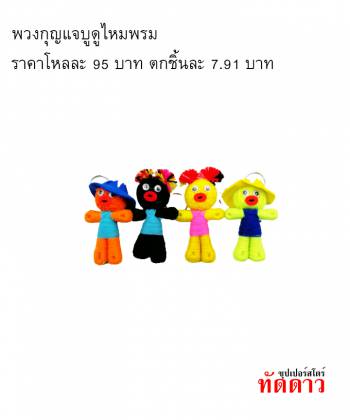 พวงกุญแจบูดูไหมพรม
ราคาโหลละ 95 บาท ตกชิ้นละ 7.91 บาท
ซุปเปอร์สโตร์
ทัดดาว